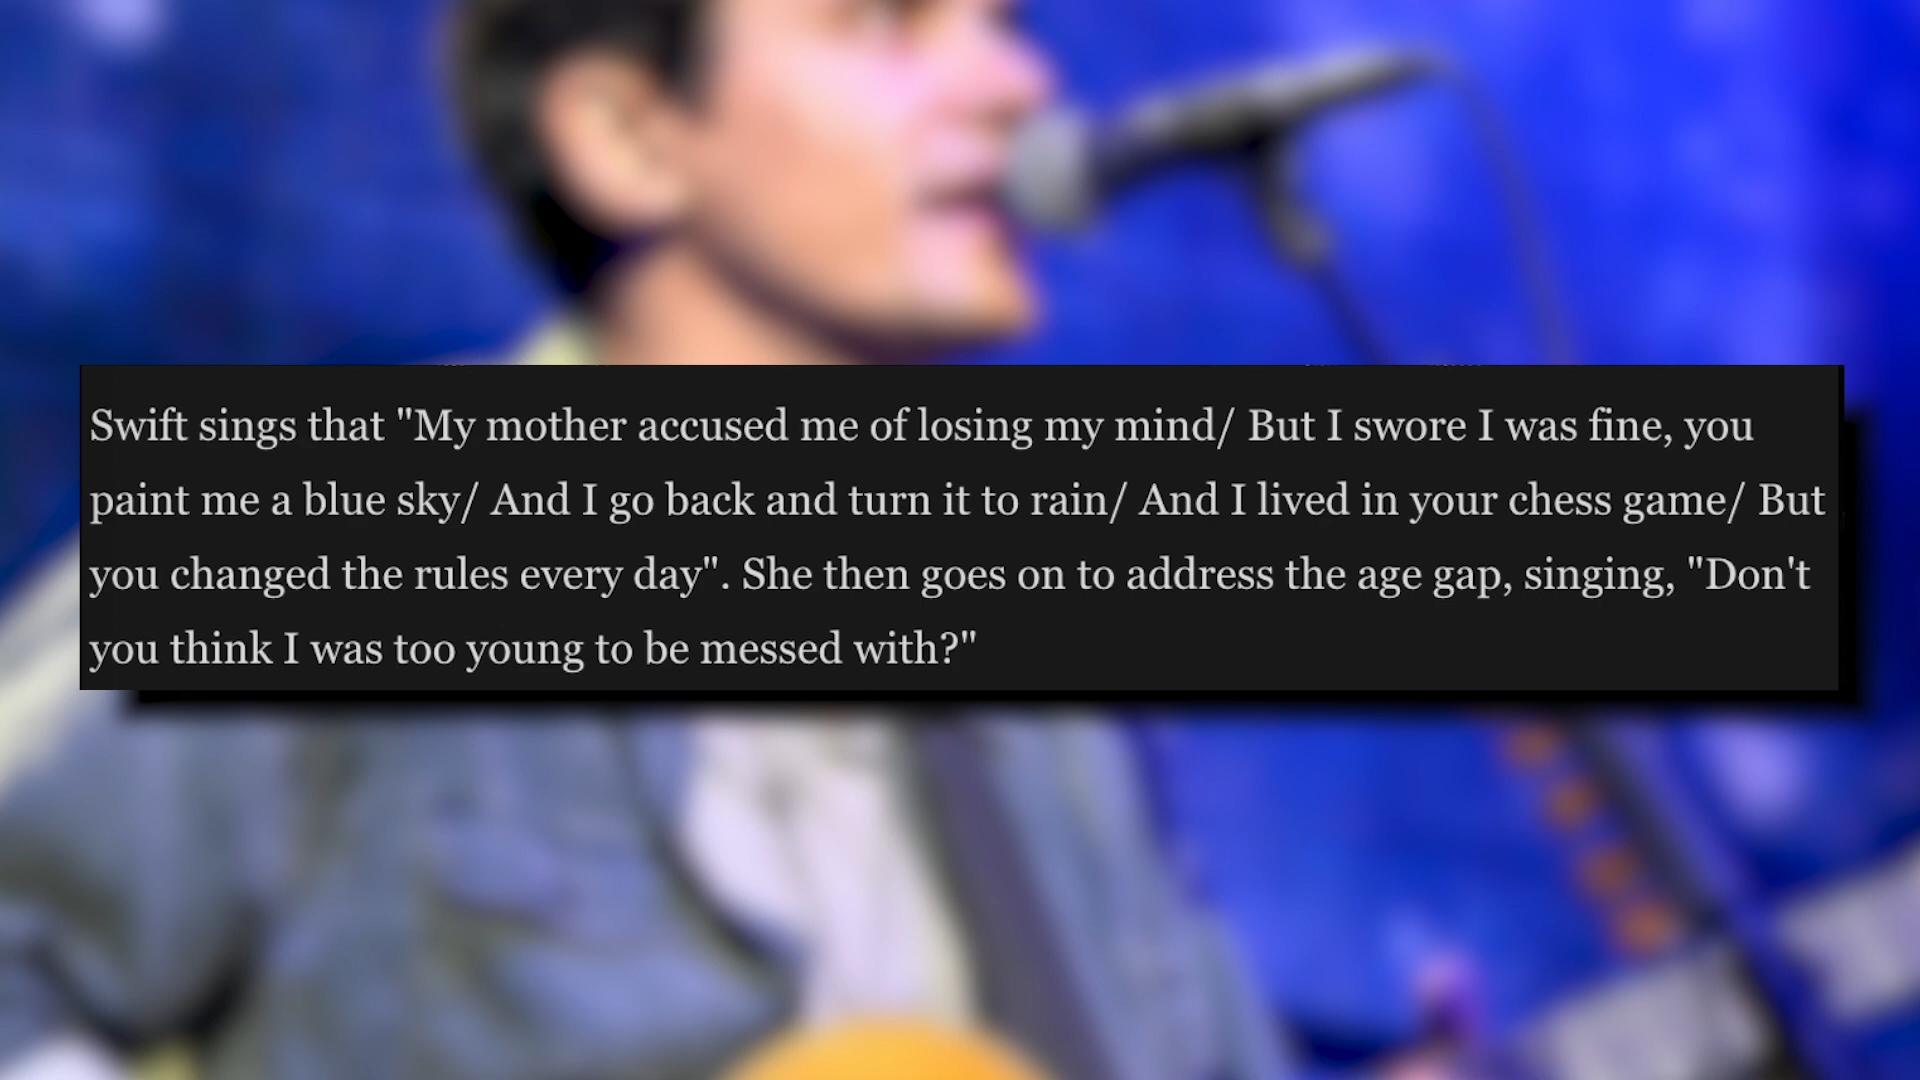 Swift sings that "My mother accused me of losing my mind/ But I swore I was fine, you
paint me a blue sky/ And I go back and turn it to rain/ And I lived in your chess game/ But
you changed the rules every day". She then goes on to address the age gap, singing, "Don't
you think I was too young to be messed with?"